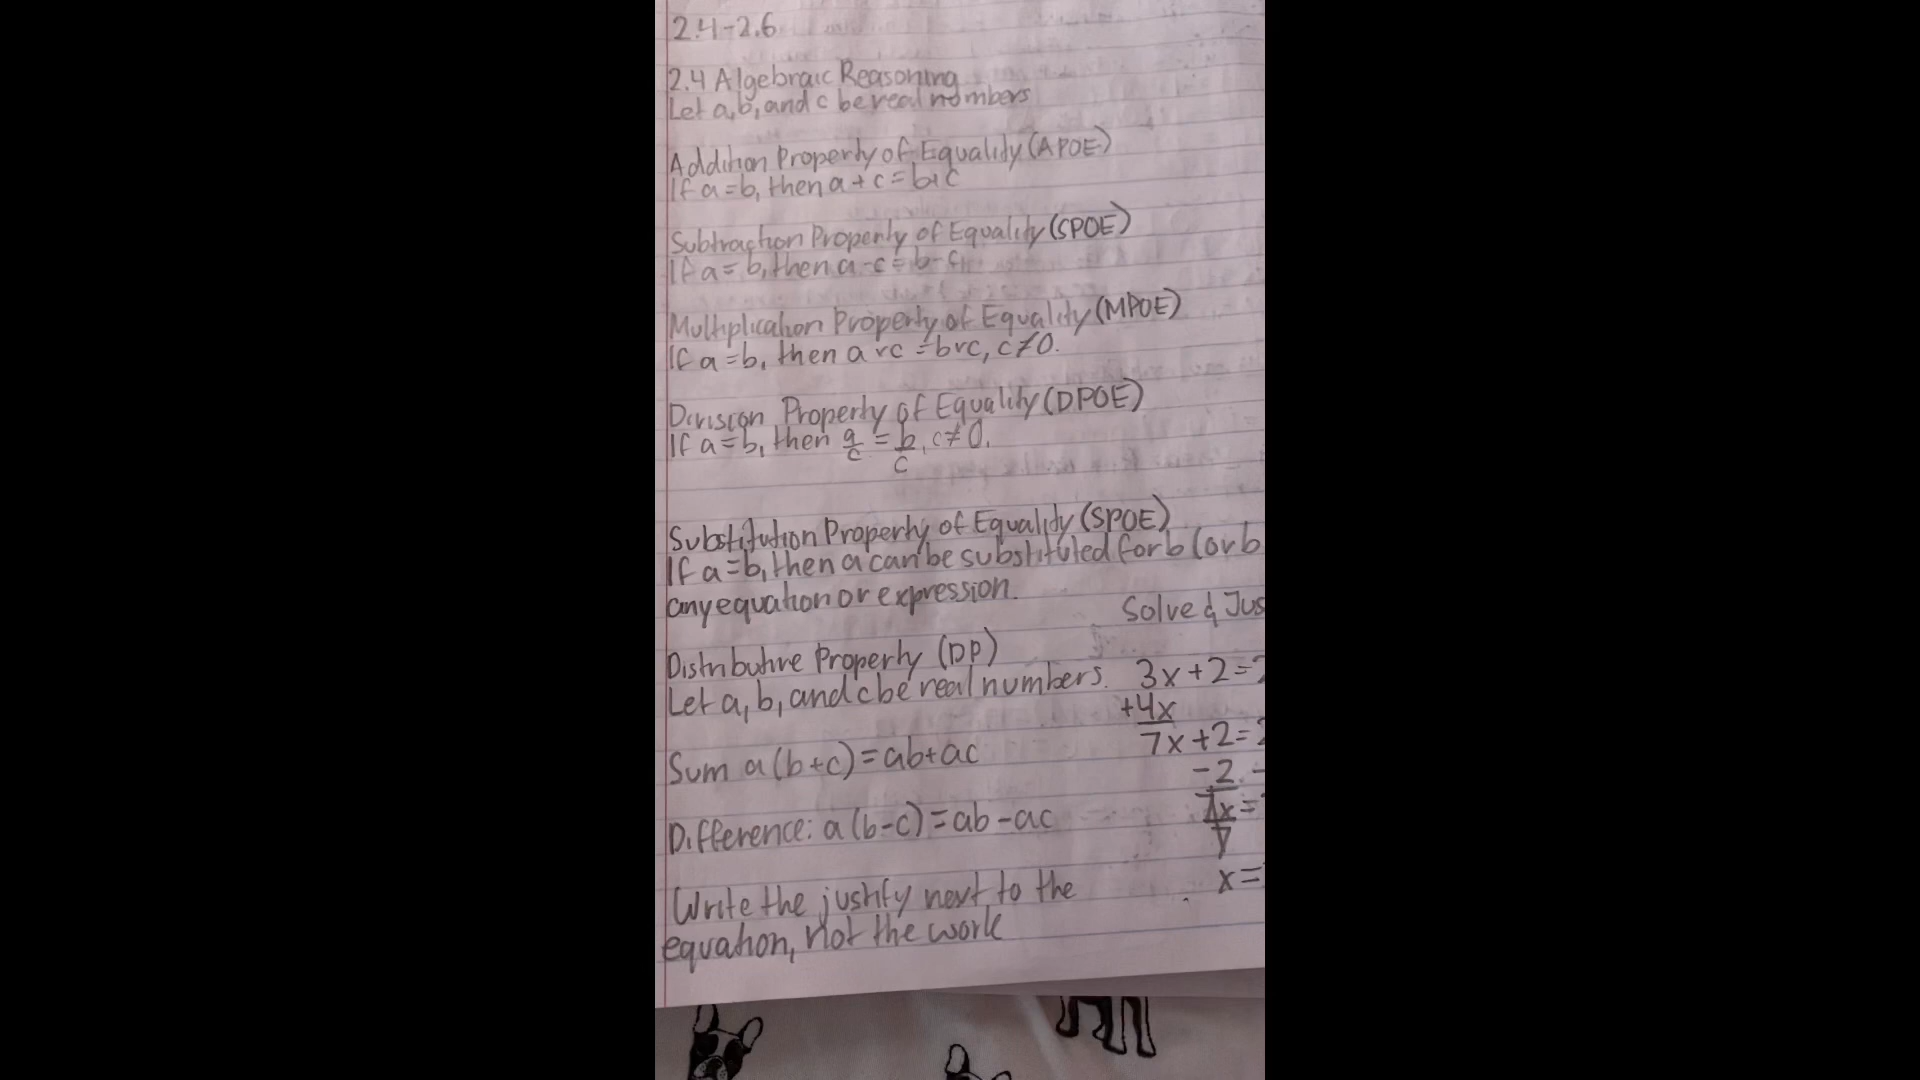 2.4-2.6
2.4 Algebraic Reasoning
Let a, b, and c be real numbers
Addition Property of Equality (APOE)
If a = b, then a + c = b + c
Subtraction Property of Equality (SPOE)
If a = b, then a - c = b - c
Multiplication Property of Equality (MPOE)
If a = b, then a • c = b • c, c ≠ 0.
Division Property of Equality (DPOE)
If a = b, then a/c = b/c, c ≠ 0.
Substitution Property of Equality (SPOE)
If a = b, then a can be substituted for b (or b
any equation or expression.
Solve & Jus
Distributive Property (DP)
Let a, b, and c be real numbers.
3x + 2 =
+4x
7x + 2 =
-2 -
7x =
7
x =
Sum a(b+c) = ab + ac
Difference: a(b-c) = ab - ac
Write the justify next to the
equation, not the work